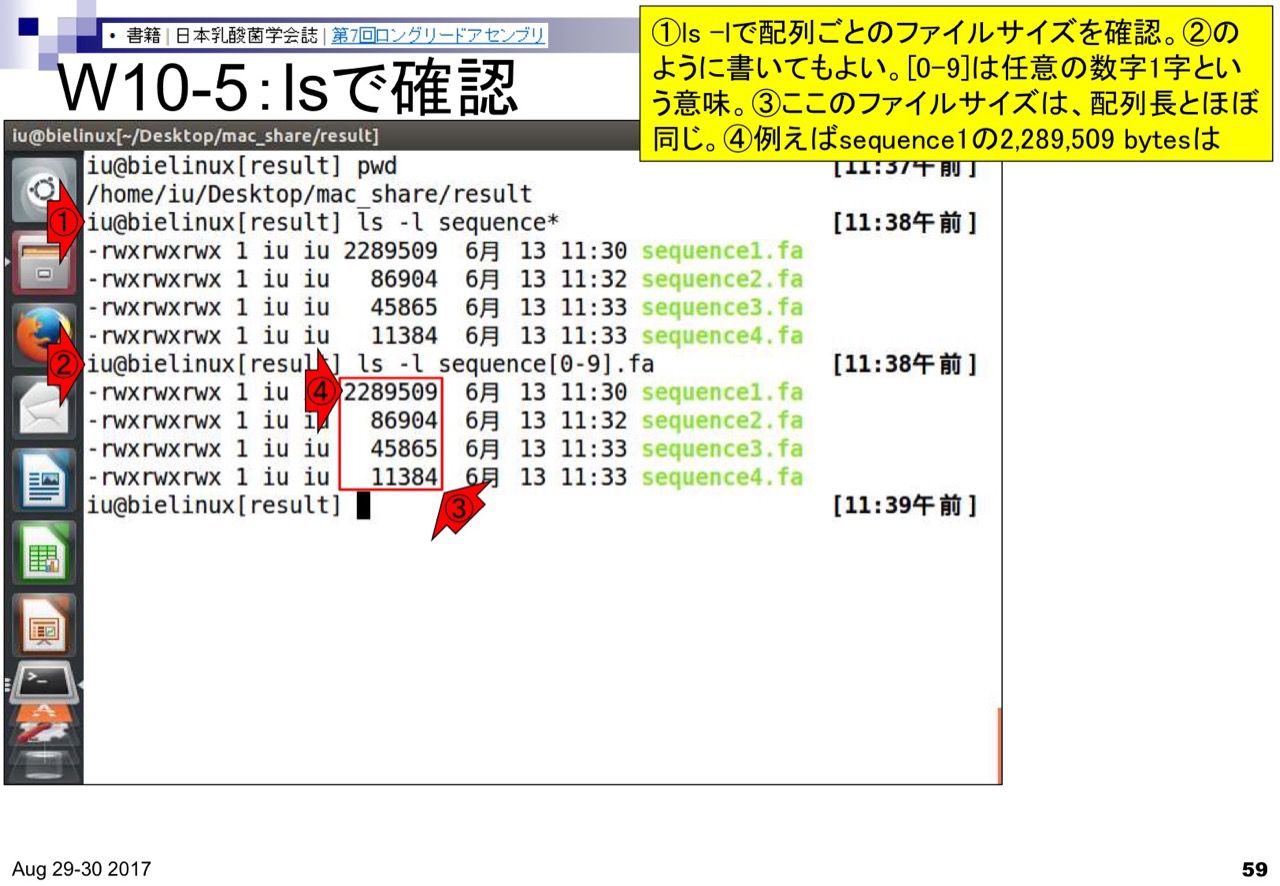 • 書籍 | 日本乳酸菌学会誌 | 第7回ロングリードアセンブリ
W10-5：lsで確認
①ls -lで配列ごとのファイルサイズを確認。②の
ように書いてもよい。[0-9]は任意の数字1字とい
う意味。③ここのファイルサイズは、配列長とほぼ
同じ。④例えばsequence1の2,289,509 bytesは
iu@bielinux[~/Desktop/mac_share/result]
iu@bielinux[result] pwd [11:37午前]
/home/iu/Desktop/mac_share/result
① iu@bielinux[result] ls -l sequence* [11:38午前]
-rwxrwxrwx 1 iu iu 2289509 6月 13 11:30 sequence1.fa
-rwxrwxrwx 1 iu iu 86904 6月 13 11:32 sequence2.fa
-rwxrwxrwx 1 iu iu 45865 6月 13 11:33 sequence3.fa
-rwxrwxrwx 1 iu iu 11384 6月 13 11:33 sequence4.fa
② iu@bielinux[result] ls -l sequence[0-9].fa [11:38午前]
-rwxrwxrwx 1 iu ④ 2289509 6月 13 11:30 sequence1.fa
-rwxrwxrwx 1 iu iu 86904 6月 13 11:32 sequence2.fa
-rwxrwxrwx 1 iu iu 45865 6月 13 11:33 sequence3.fa
-rwxrwxrwx 1 iu iu 11384 6月 13 11:33 sequence4.fa
iu@bielinux[result] [11:39午前]
③
Aug 29-30 2017
59